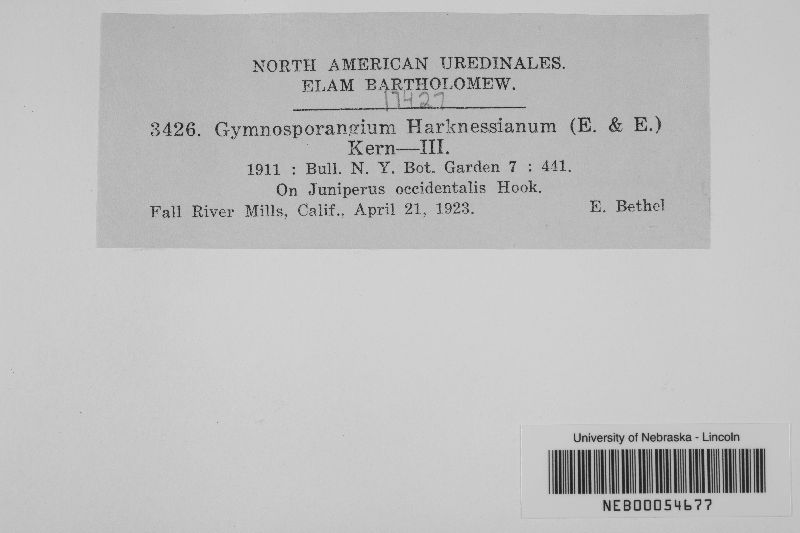 NORTH AMERICAN UREDINALES.
ELAM BARTHOLOMEW.
17427
3426. Gymnosporangium Harknessianum (E. & E.)
Kern—III.
1911 : Bull. N. Y. Bot. Garden 7 : 441.
On Juniperus occidentalis Hook.
Fall River Mills, Calif., April 21, 1923. E. Bethel
University of Nebraska - Lincoln
NEB00054677